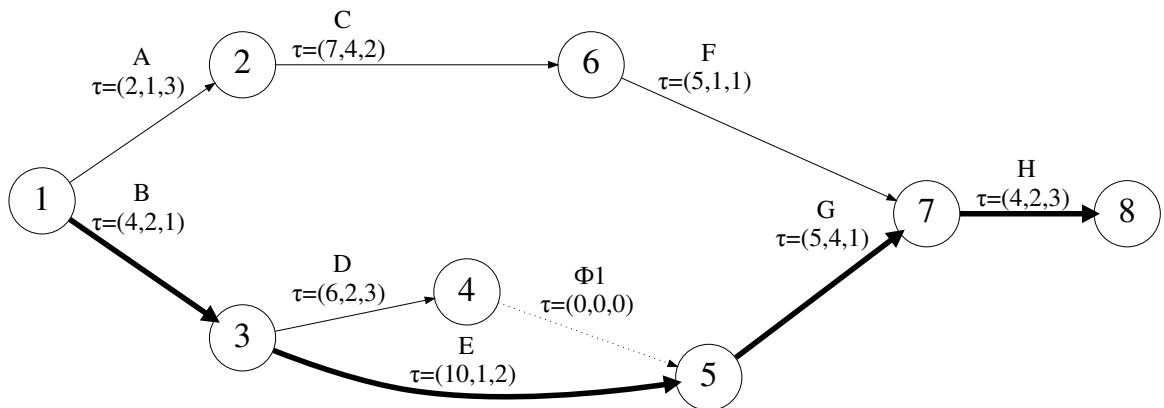 A
τ=(2,1,3)
2
C
τ=(7,4,2)
6
F
τ=(5,1,1)
1
B
τ=(4,2,1)
G
τ=(5,4,1)
7
H
τ=(4,2,3)
8
3
D
τ=(6,2,3)
4
Φ1
τ=(0,0,0)
E
τ=(10,1,2)
5